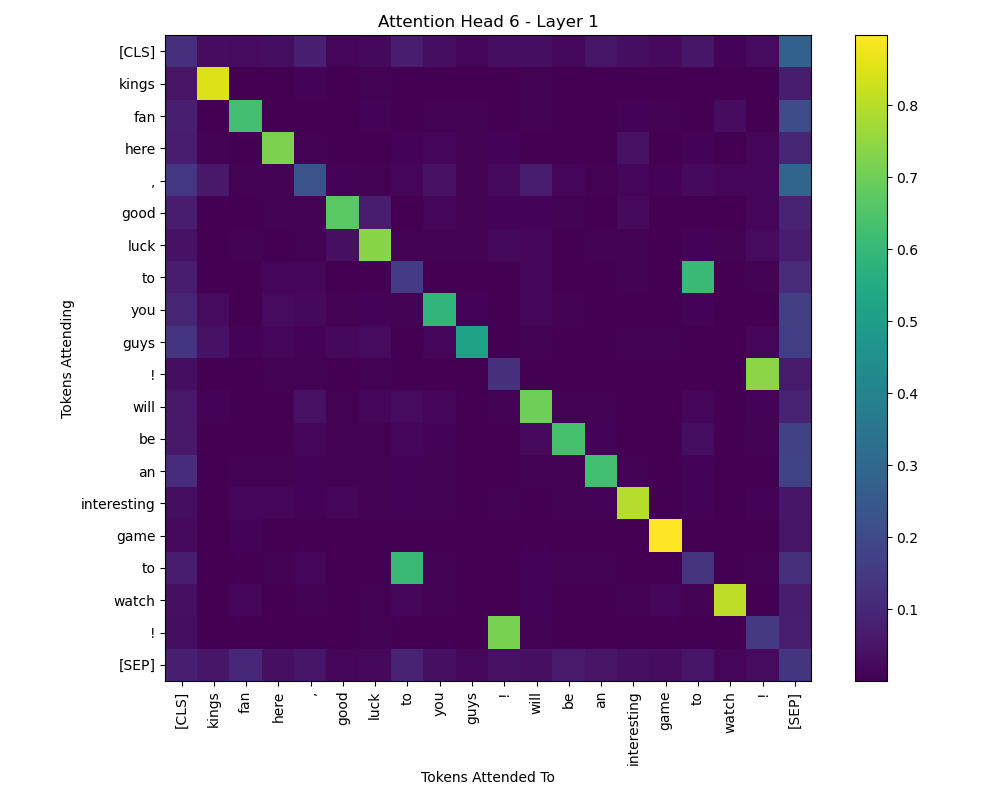 Attention Head 6 - Layer 1
[CLS]
kings
fan
here
,
good
luck
to
you
guys
!
will
be
an
interesting
game
to
watch
!
[SEP]
Tokens Attending
[CLS]
kings
fan
here
,
good
luck
to
you
guys
!
will
be
an
interesting
game
to
watch
!
[SEP]
Tokens Attended To
0.8
0.7
0.6
0.5
0.4
0.3
0.2
0.1